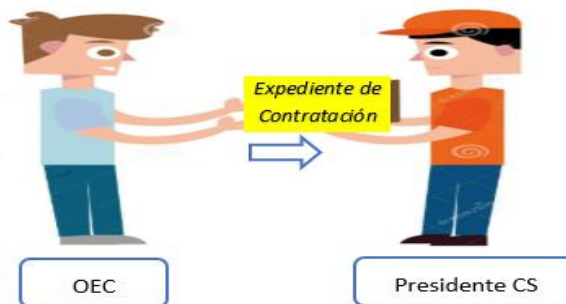 Expediente de
Contratación
OEC
Presidente CS